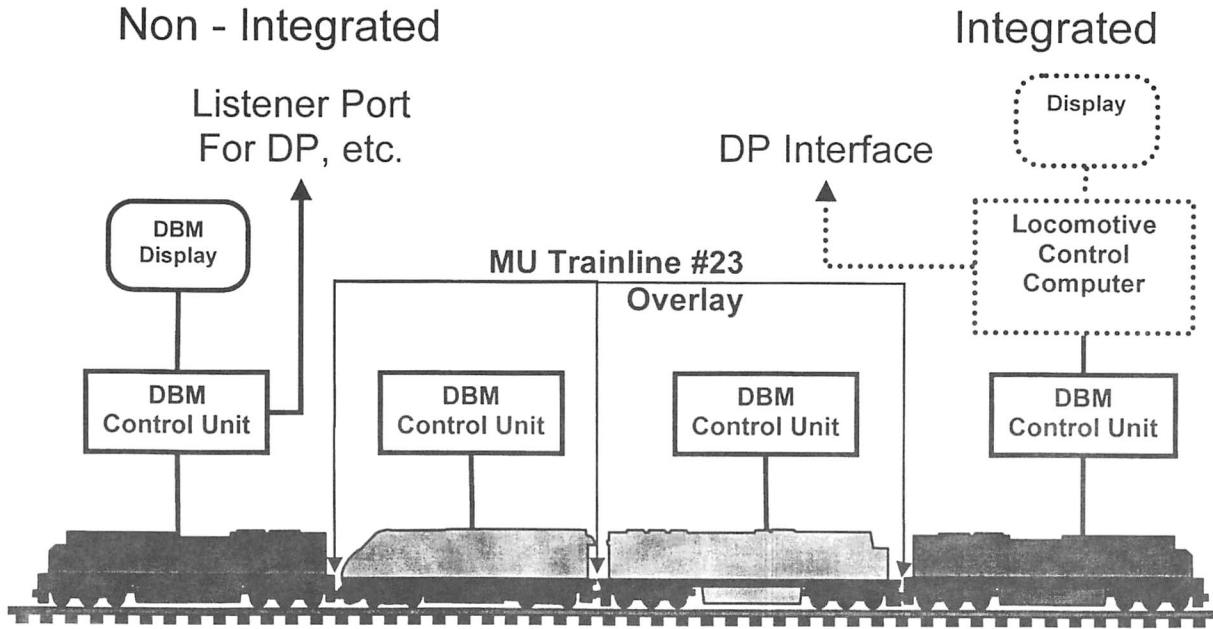 Non - Integrated
Integrated
Listener Port
For DP, etc.
DP Interface
Display
DBM
Display
Locomotive
Control
Computer
MU Trainline #23
Overlay
DBM
Control Unit
DBM
Control Unit
DBM
Control Unit
DBM
Control Unit